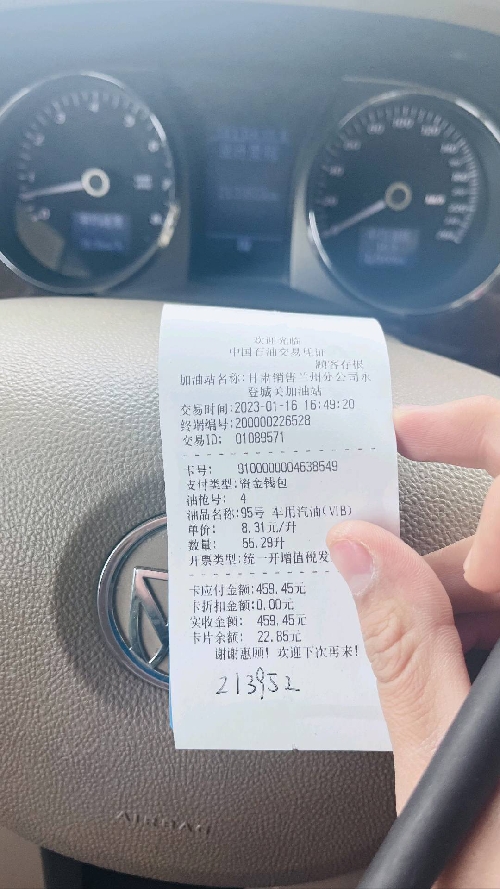 欢迎光临
中国石油交易凭证
顾客存根
加油站名称:甘肃销售兰州分公司永
登城关加油站
交易时间:2023-01-16 16:49:20
终端编号:200000226528
交易ID: 01089571
卡号: 9100000004638549
支付类型:资金钱包
油枪号: 4
油品名称:95号 车用汽油(VIB)
单价: 8.31元/升
数量: 55.29升
开票类型:统一开增值税发
卡应付金额:459.45元
卡折扣金额:0.00元
实收金额: 459.45元
卡片余额: 22.65元
谢谢惠顾! 欢迎下次再来!
213952
AIRBAG